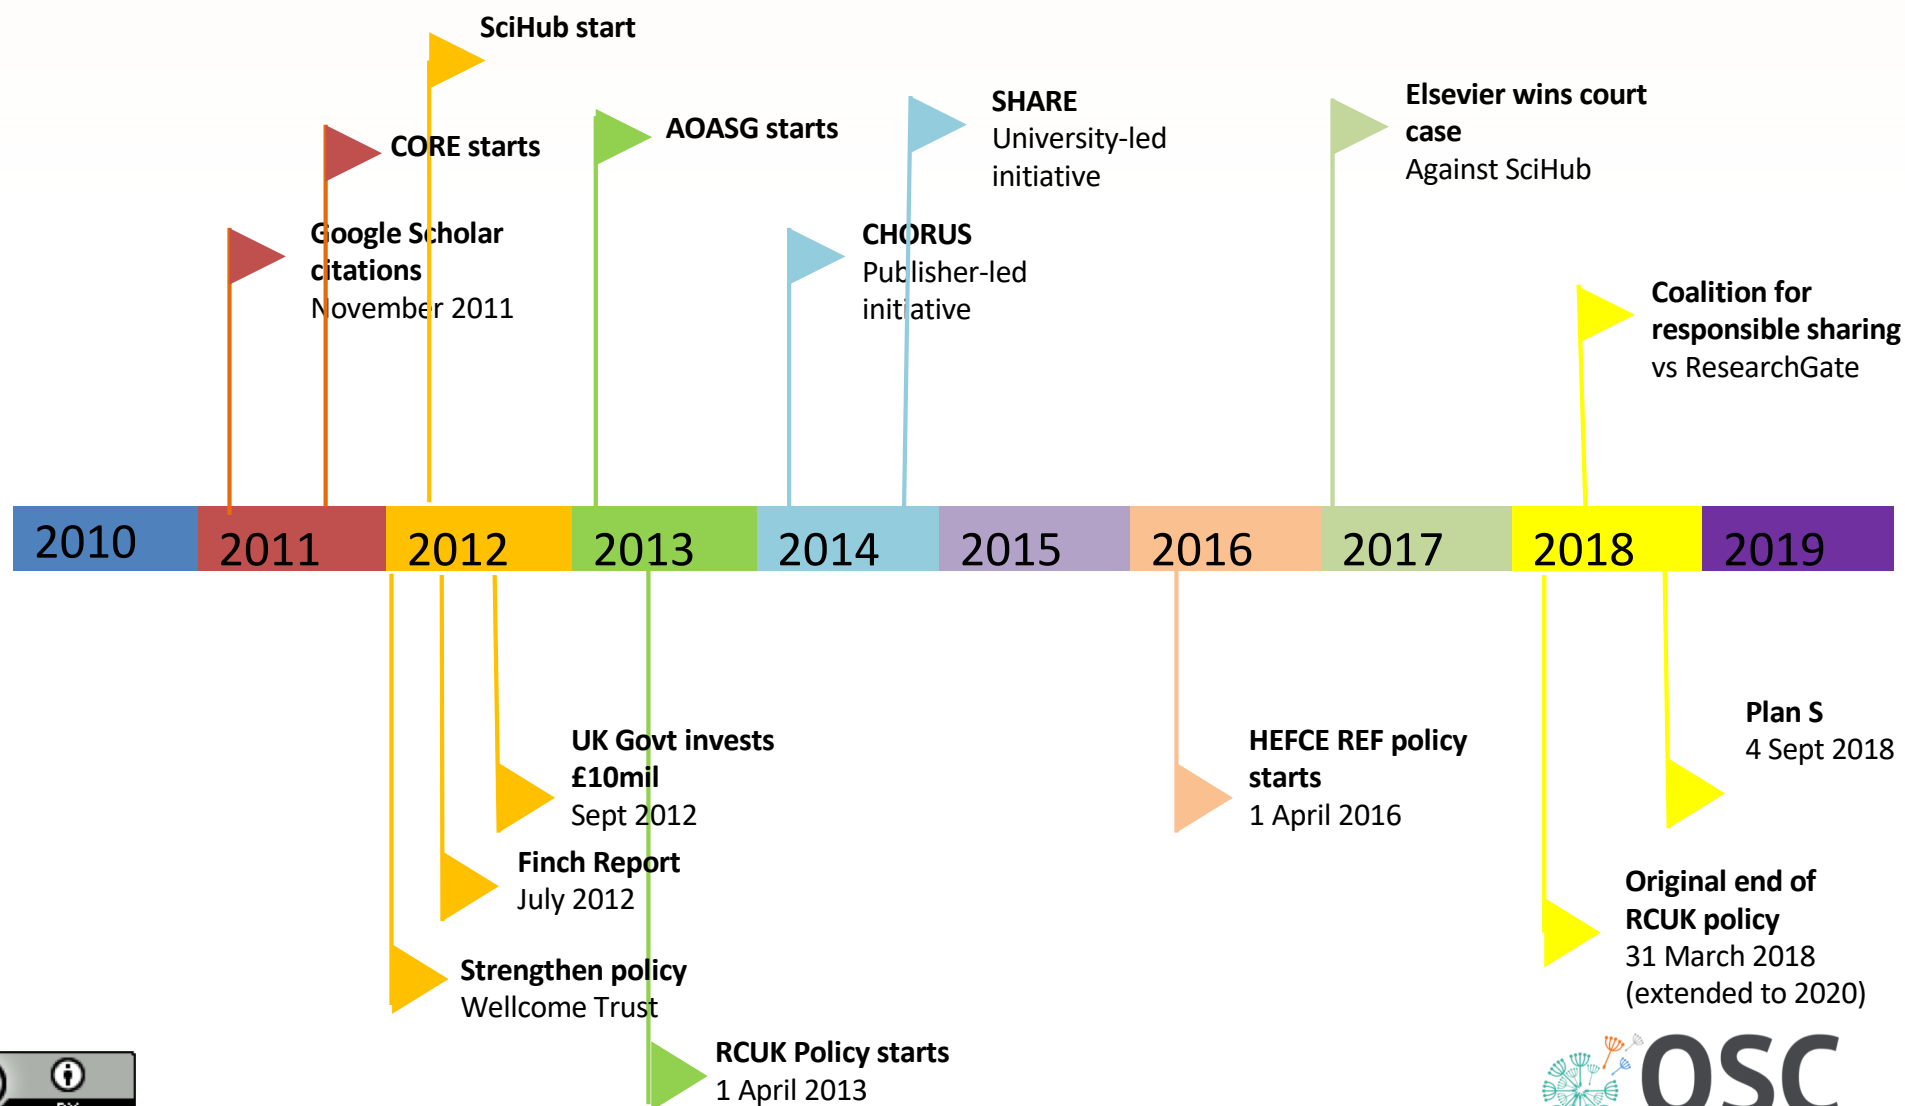 SciHub start
CORE starts
AOASG starts
SHARE
University-led
initiative
Elsevier wins court
case
Against SciHub
Google Scholar
citations
November 2011
CHORUS
Publisher-led
initiative
Coalition for
responsible sharing
vs ResearchGate
2010
2011
2012
2013
2014
2015
2016
2017
2018
2019
UK Govt invests
£10mil
Sept 2012
HEFCE REF policy
starts
1 April 2016
Plan S
4 Sept 2018
Finch Report
July 2012
Original end of
RCUK policy
31 March 2018
(extended to 2020)
Strengthen policy
Wellcome Trust
RCUK Policy starts
1 April 2013
OSC